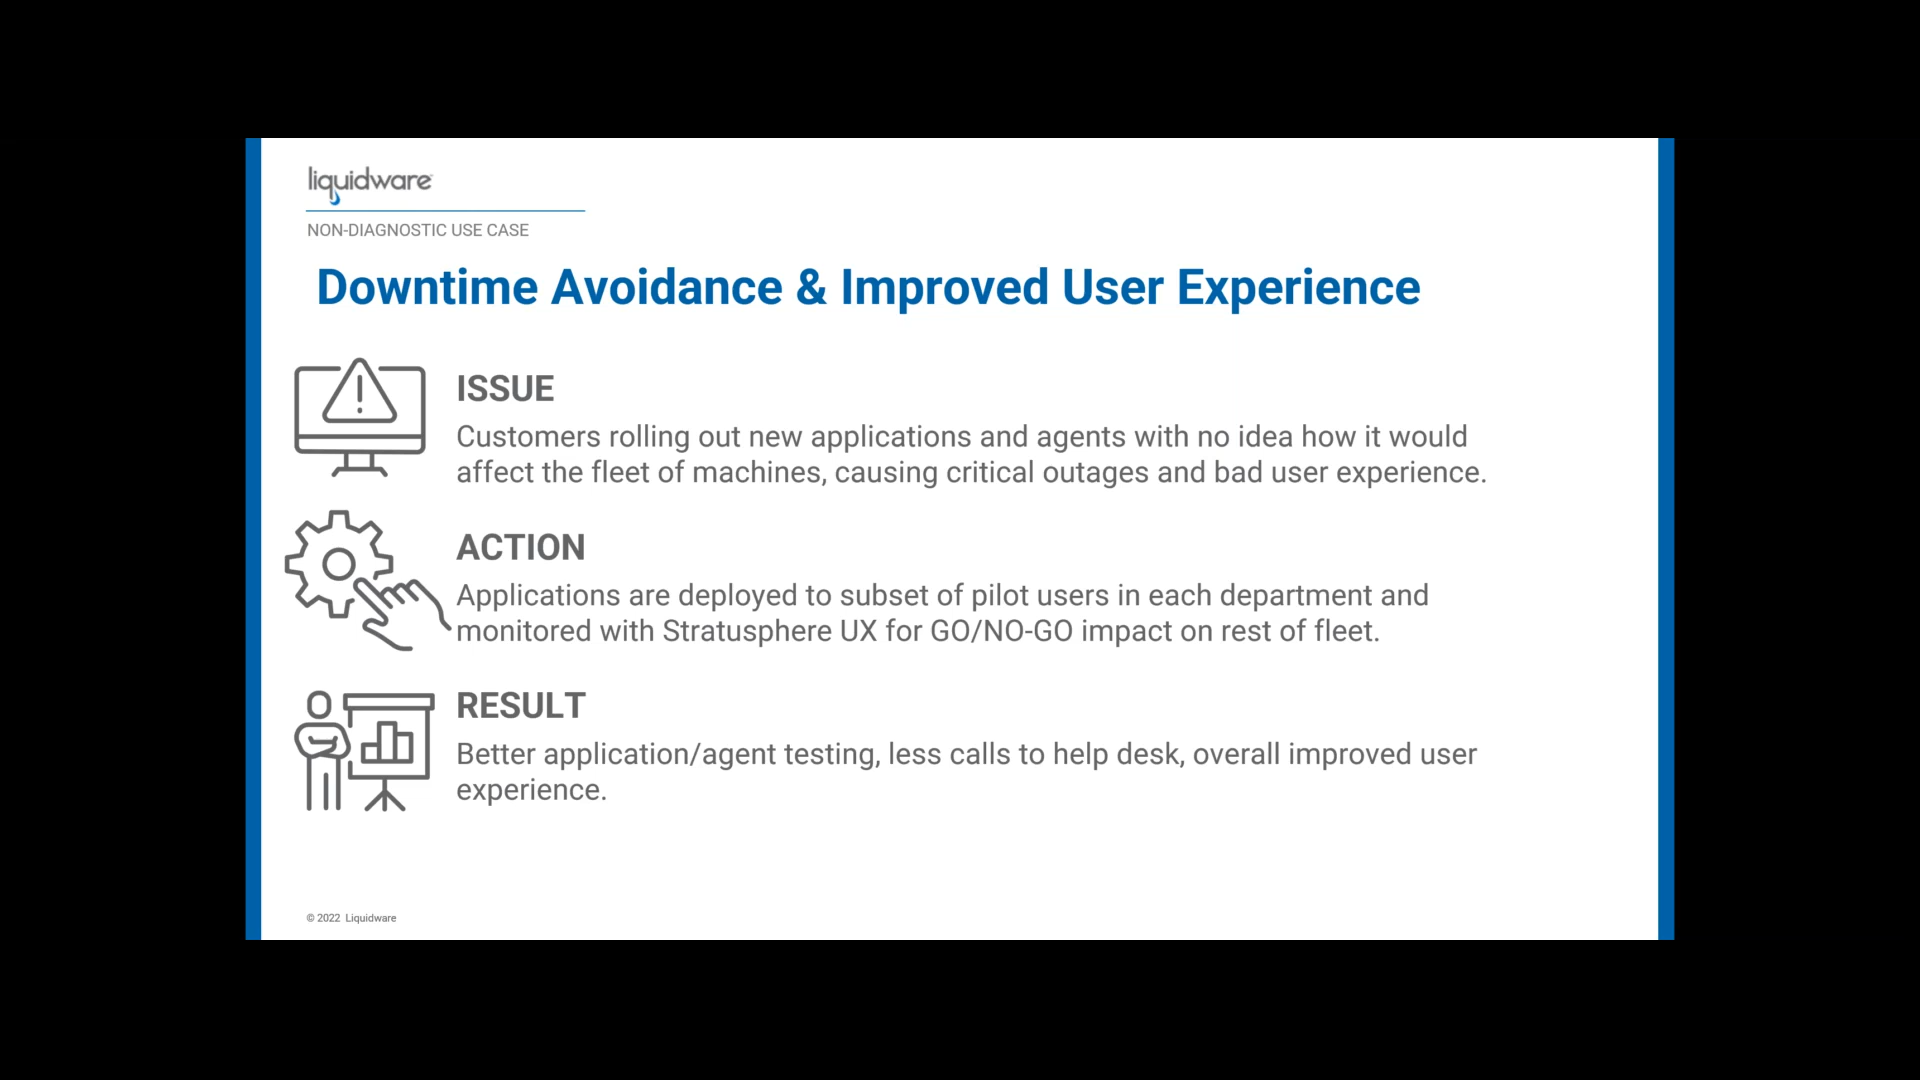 liquidware
NON-DIAGNOSTIC USE CASE
Downtime Avoidance & Improved User Experience
ISSUE
Customers rolling out new applications and agents with no idea how it would
affect the fleet of machines, causing critical outages and bad user experience.
ACTION
Applications are deployed to subset of pilot users in each department and
monitored with Stratusphere UX for GO/NO-GO impact on rest of fleet.
RESULT
Better application/agent testing, less calls to help desk, overall improved user
experience.
© 2022 Liquidware